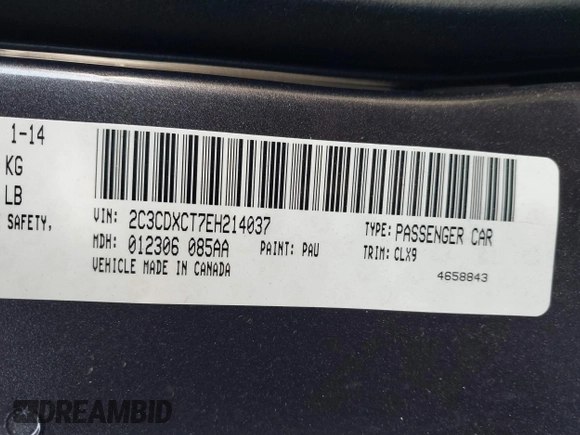 1-14
KG
LB
SAFETY,
VIN: 2C3CDXCT7EH214037
TYPE: PASSENGER CAR
MDH: 012306 085AA
PAINT: PAU
TRIM: CLX9
VEHICLE MADE IN CANADA
4658843
DREAMBID